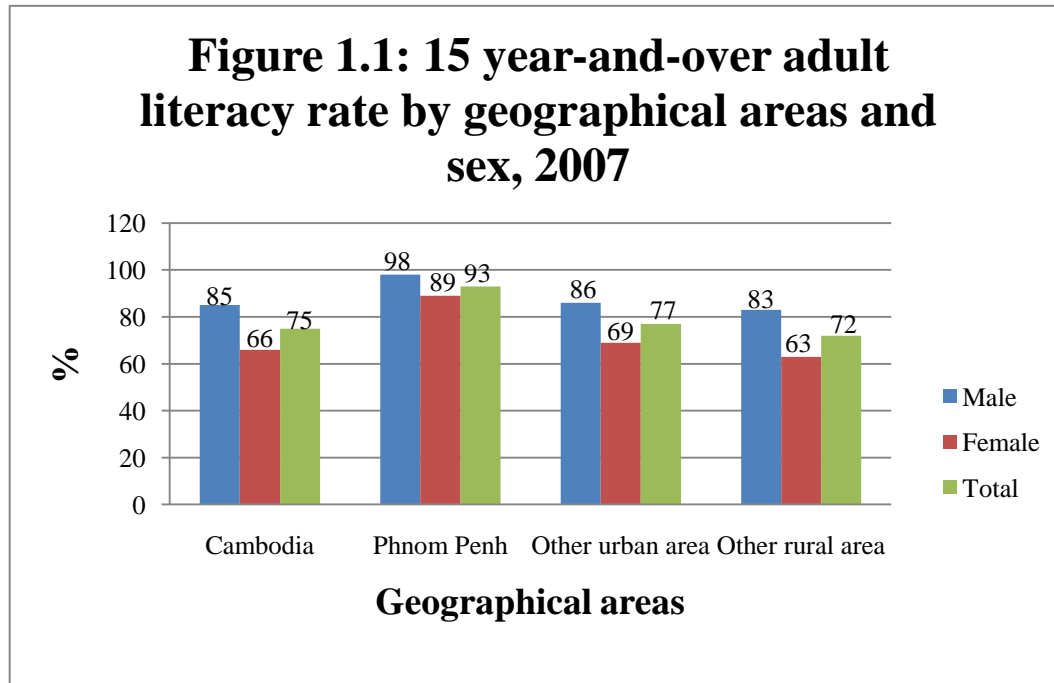 Figure 1.1: 15 year-and-over adult
literacy rate by geographical areas and
sex, 2007
120
100
80
60
40
20
0
%
85
66
75
98
89
93
86
69
77
83
63
72
Cambodia
Phnom Penh
Other urban area
Other rural area
Geographical areas
Male
Female
Total